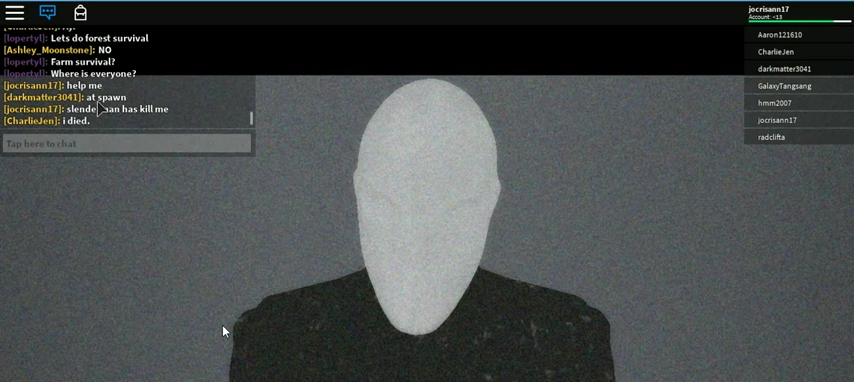 [lopertyl]: Lets do forest survival
[Ashley_Moonstone]: NO
[lopertyl]: Farm survival?
[lopertyl]: Where is everyone?
[jocrisann17]: help me
[darkmatter3041]: at spawn
[jocrisann17]: slende an has kill me
[CharlieJen]: i died.
Tap here to chat
jocrisann17
Account: <13
Aaron121610
CharlieJen
darkmatter3041
GalaxyTangsang
hmm2007
jocrisann17
radclifta